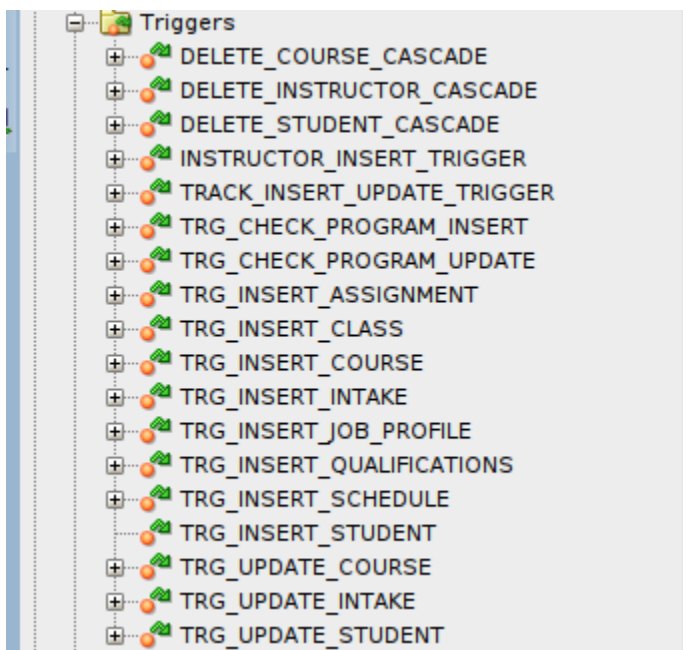 Triggers
DELETE_COURSE_CASCADE
DELETE_INSTRUCTOR_CASCADE
DELETE_STUDENT_CASCADE
INSTRUCTOR_INSERT_TRIGGER
TRACK_INSERT_UPDATE_TRIGGER
TRG_CHECK_PROGRAM_INSERT
TRG_CHECK_PROGRAM_UPDATE
TRG_INSERT_ASSIGNMENT
TRG_INSERT_CLASS
TRG_INSERT_COURSE
TRG_INSERT_INTAKE
TRG_INSERT_JOB_PROFILE
TRG_INSERT_QUALIFICATIONS
TRG_INSERT_SCHEDULE
TRG_INSERT_STUDENT
TRG_UPDATE_COURSE
TRG_UPDATE_INTAKE
TRG_UPDATE_STUDENT